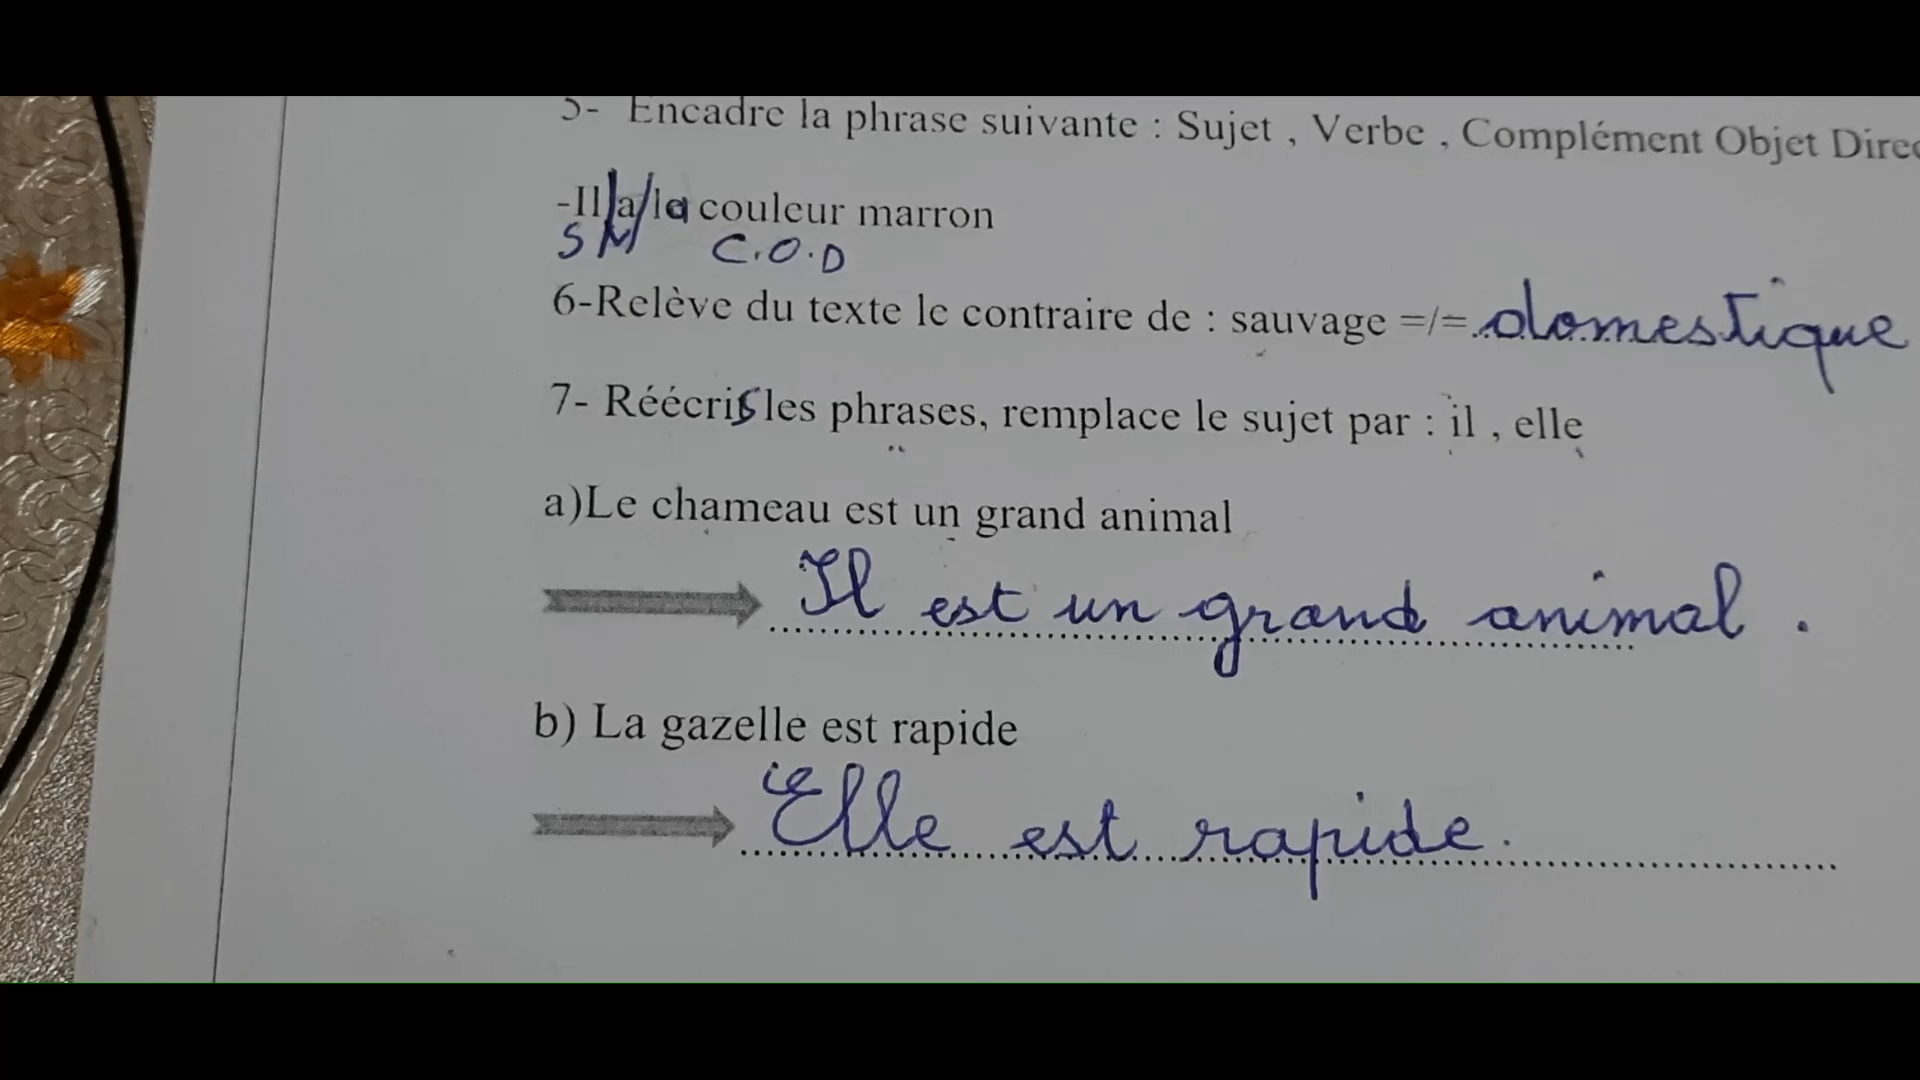 5- Encadre la phrase suivante : Sujet , Verbe , Complément Objet Direc
-Il/a/la couleur marron
S V C.O.D
6-Relève du texte le contraire de : sauvage =/= domestique
7- Réécris les phrases, remplace le sujet par : il , elle
a)Le chameau est un grand animal
Il est un grand animal .
b) La gazelle est rapide
Elle est rapide.